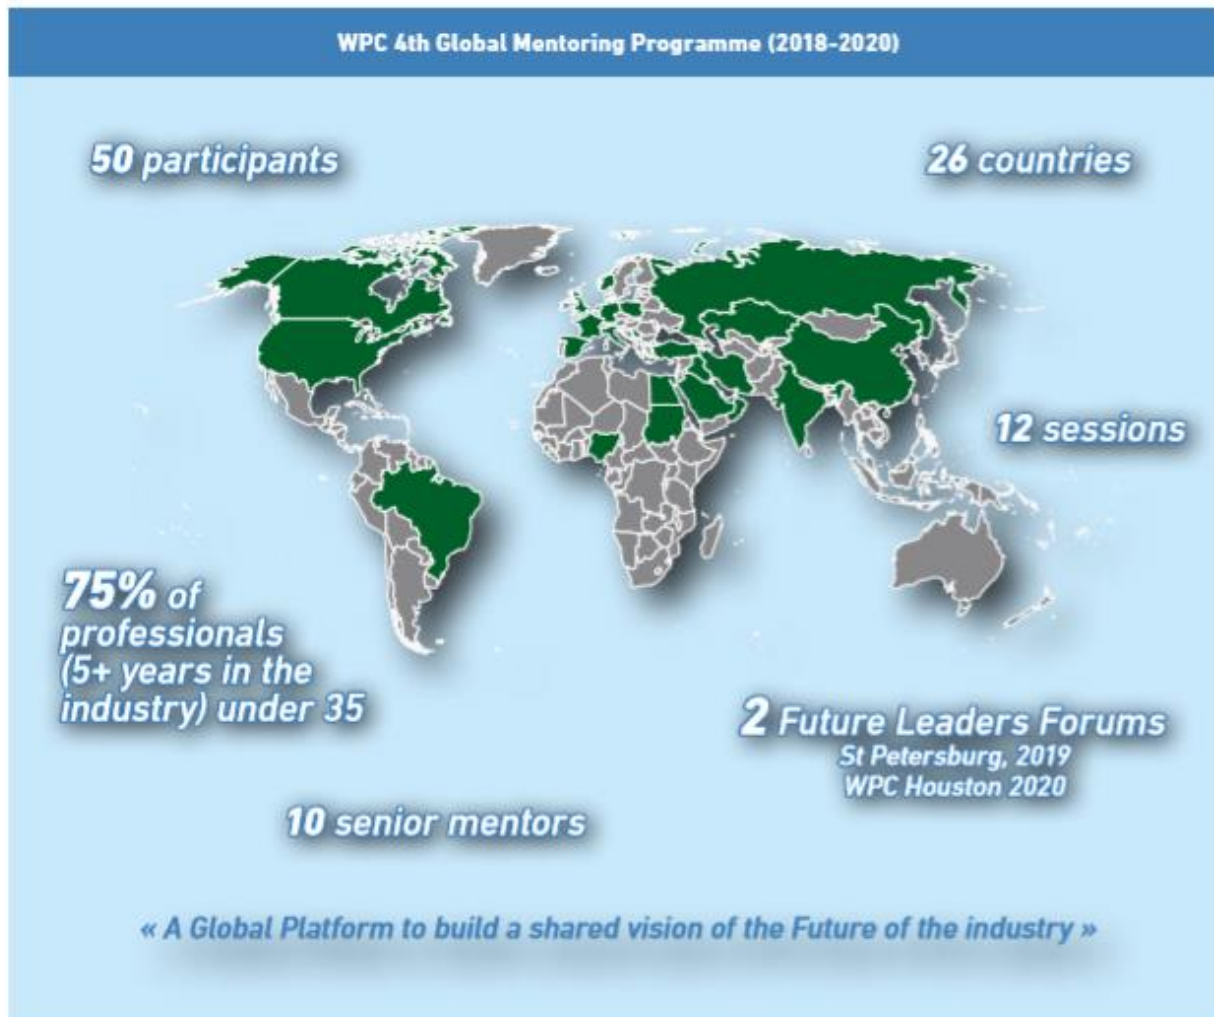 WPC 4th Global Mentoring Programme (2018-2020)
50 participants
26 countries
12 sessions
75% of
professionals
(5+ years in the
industry) under 35
2 Future Leaders Forums
St Petersburg, 2019
WPC Houston 2020
10 senior mentors
« A Global Platform to build a shared vision of the Future of the industry »